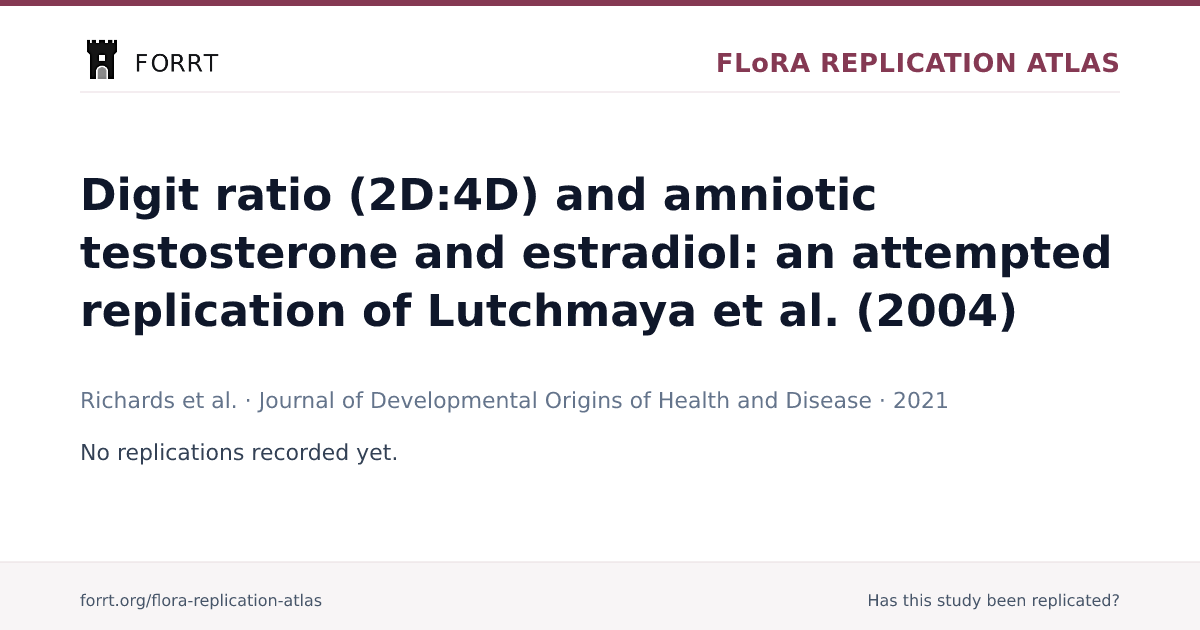 FORRT
FLoRA REPLICATION ATLAS
Digit ratio (2D:4D) and amniotic
testosterone and estradiol: an attempted
replication of Lutchmaya et al. (2004)
Richards et al. · Journal of Developmental Origins of Health and Disease · 2021
No replications recorded yet.
forrt.org/flora-replication-atlas
Has this study been replicated?